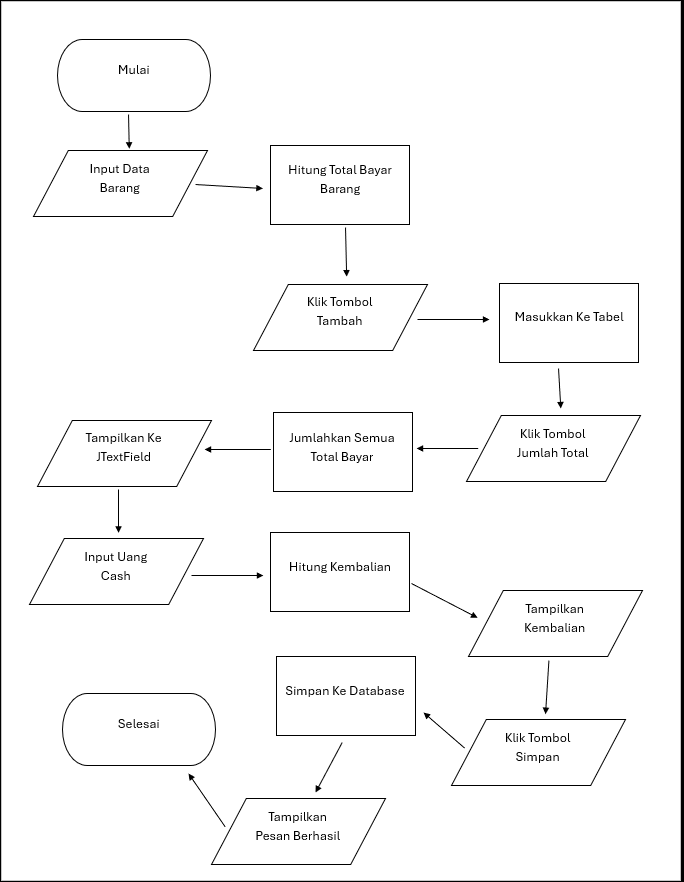 Mulai
Input Data
Barang
Hitung Total Bayar
Barang
Klik Tombol
Tambah
Masukkan Ke Tabel
Klik Tombol
Jumlah Total
Jumlahkan Semua
Total Bayar
Tampilkan Ke
JTextField
Input Uang
Cash
Hitung Kembalian
Tampilkan
Kembalian
Klik Tombol
Simpan
Simpan Ke Database
Tampilkan
Pesan Berhasil
Selesai